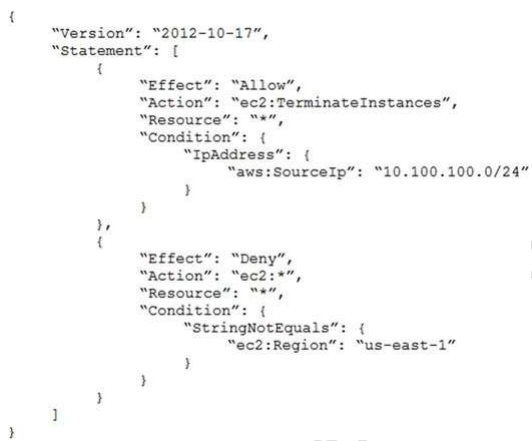 {
"Version": “2012-10-17”,
“Statement": [
{
“Effect”: “Allow”,
“Action”: “ec2:TerminateInstances”,
“Resource”: “*”,
“Condition”: {
“IpAddress”: {
“aws:SourceIp”: “10.100.100.0/24”
}
}
},
{
“Effect”: “Deny”,
“Action”: “ec2:*”,
“Resource”: “*”,
“Condition”: {
“StringNotEquals”: {
“ec2:Region”: “us-east-1”
}
}
}
]
}